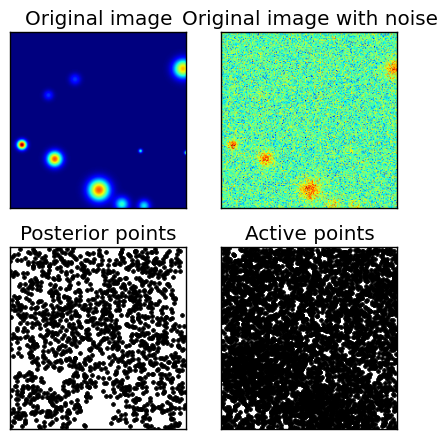 Original image
Original image with noise
Posterior points
Active points